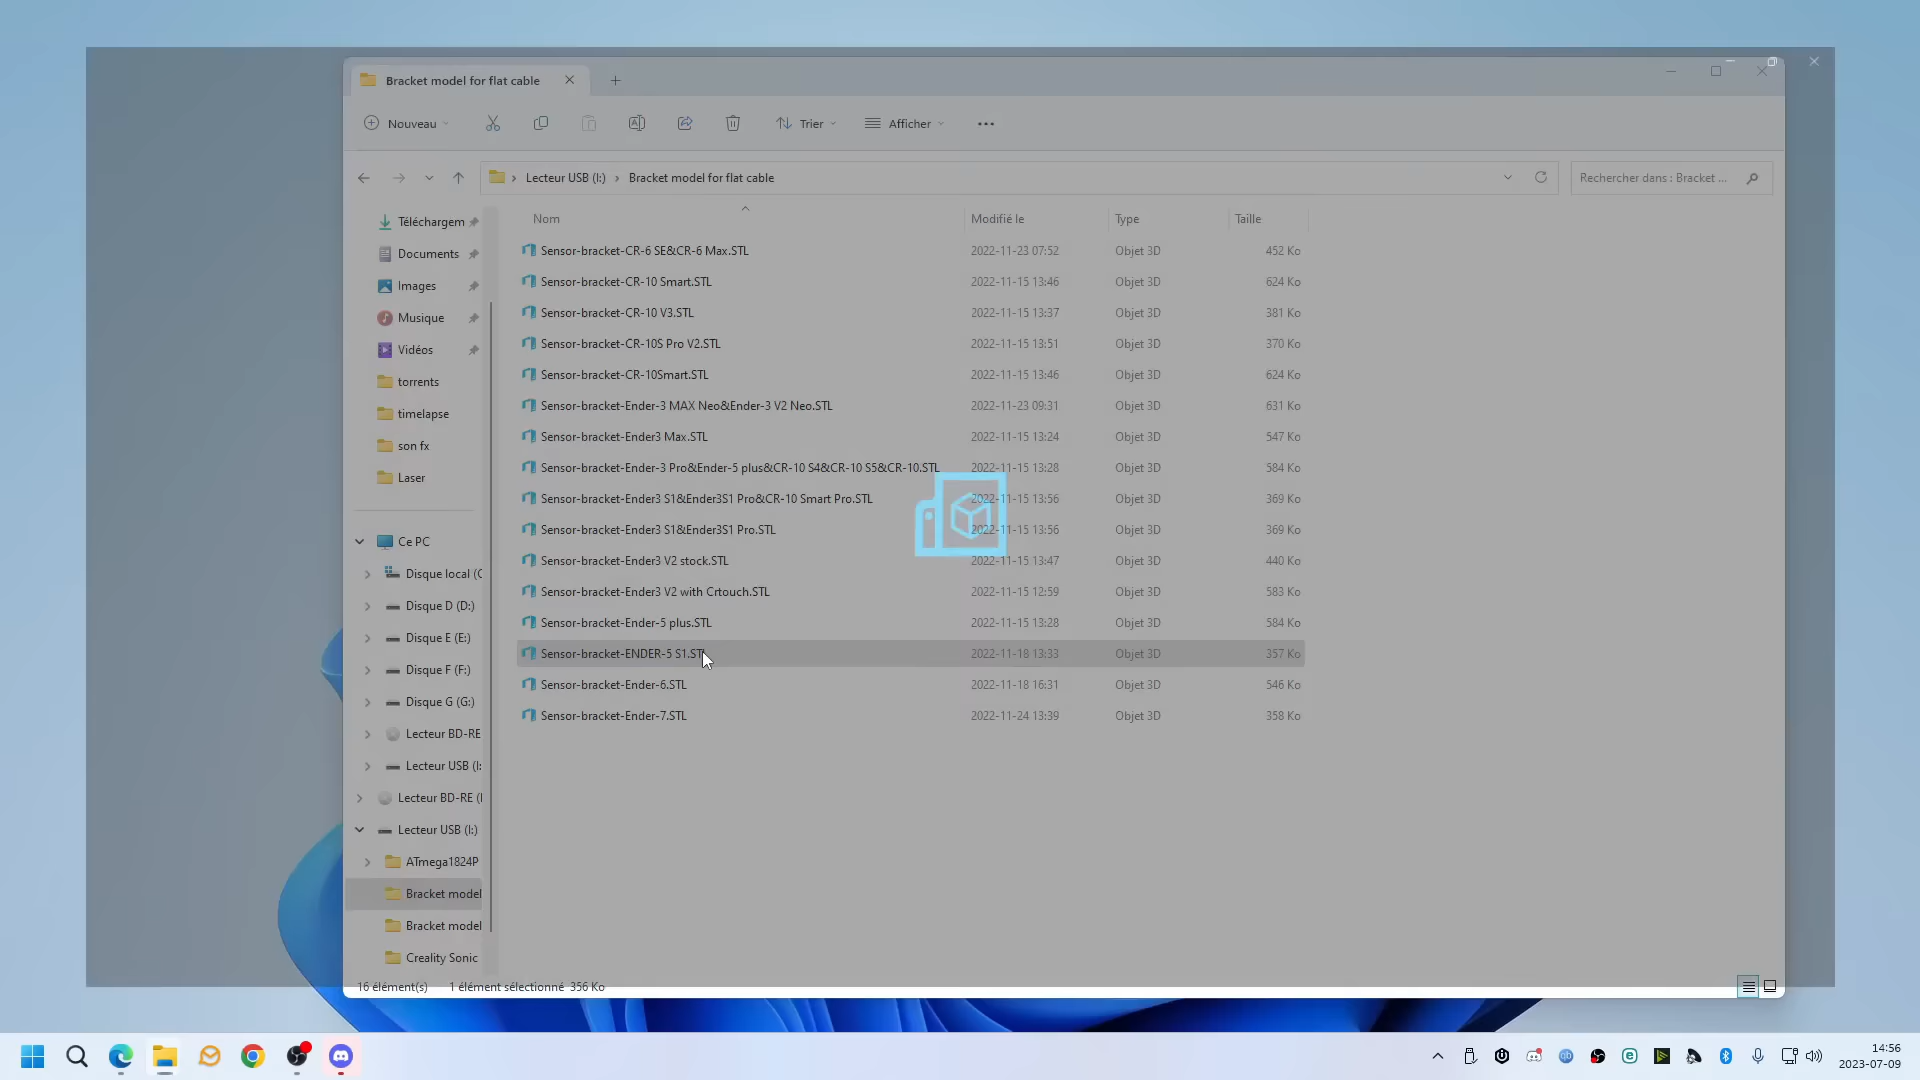 Bracket model for flat cable
Nouveau
Trier
Afficher
Lecteur USB (I:) › Bracket model for flat cable
Rechercher dans : Bracket ...
Nom Modifié le Type Taille
Sensor-bracket-CR-6 SE&CR-6 Max.STL 2022-11-23 07:52 Objet 3D 452 Ko
Sensor-bracket-CR-10 Smart.STL 2022-11-15 13:46 Objet 3D 624 Ko
Sensor-bracket-CR-10 V3.STL 2022-11-15 13:37 Objet 3D 381 Ko
Sensor-bracket-CR-10S Pro V2.STL 2022-11-15 13:51 Objet 3D 370 Ko
Sensor-bracket-CR-10Smart.STL 2022-11-15 13:46 Objet 3D 624 Ko
Sensor-bracket-Ender-3 MAX Neo&Ender-3 V2 Neo.STL 2022-11-23 09:31 Objet 3D 631 Ko
Sensor-bracket-Ender3 Max.STL 2022-11-15 13:24 Objet 3D 547 Ko
Sensor-bracket-Ender-3 Pro&Ender-5 plus&CR-10 S4&CR-10 S5&CR-10.STL 2022-11-15 13:28 Objet 3D 584 Ko
Sensor-bracket-Ender3 S1&Ender3S1 Pro&CR-10 Smart Pro.STL 2022-11-15 13:56 Objet 3D 369 Ko
Sensor-bracket-Ender3 S1&Ender3S1 Pro.STL 2022-11-15 13:56 Objet 3D 369 Ko
Sensor-bracket-Ender3 V2 stock.STL 2022-11-15 13:47 Objet 3D 440 Ko
Sensor-bracket-Ender3 V2 with Crtouch.STL 2022-11-15 12:59 Objet 3D 583 Ko
Sensor-bracket-Ender-5 plus.STL 2022-11-15 13:28 Objet 3D 584 Ko
Sensor-bracket-ENDER-5 S1.STL 2022-11-18 13:33 Objet 3D 357 Ko
Sensor-bracket-Ender-6.STL 2022-11-18 16:31 Objet 3D 546 Ko
Sensor-bracket-Ender-7.STL 2022-11-24 13:39 Objet 3D 358 Ko
Téléchargem
Documents
Images
Musique
Vidéos
torrents
timelapse
son fx
Laser
Ce PC
Disque local (C
Disque D (D:)
Disque E (E:)
Disque F (F:)
Disque G (G:)
Lecteur BD-RE
Lecteur USB (I:
Lecteur BD-RE (
Lecteur USB (I:)
ATmega1824P
Bracket model
Bracket model
Creality Sonic
16 élément(s) 1 élément sélectionné 356 Ko
14:56
2023-07-09